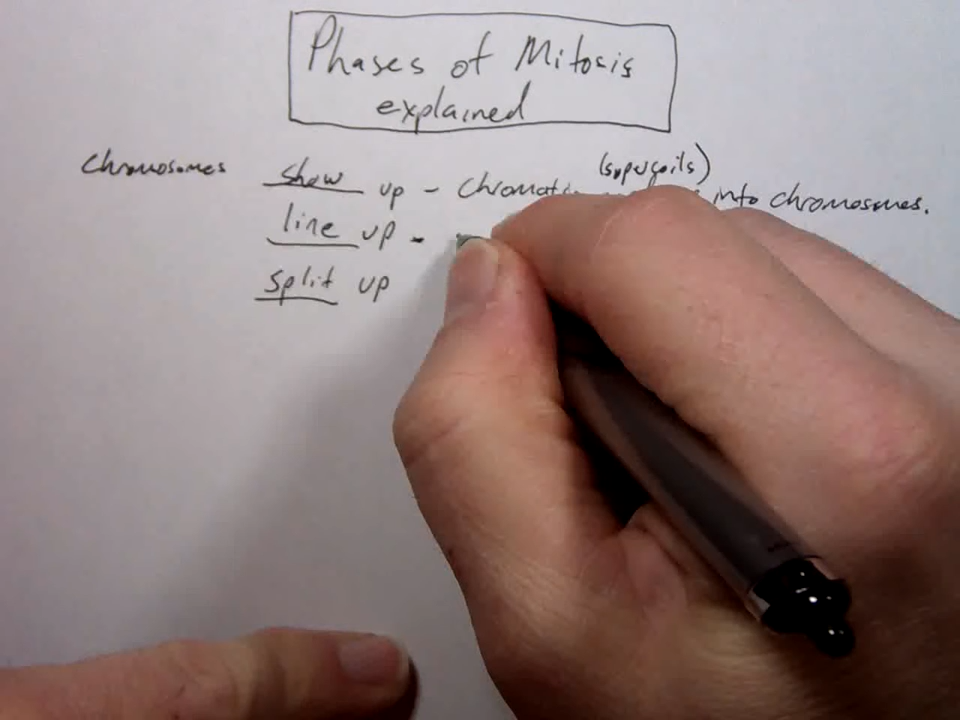 Phases of Mitosis
explained
(supercoils)
chromosomes show up - into chromosomes.
line up -
split up